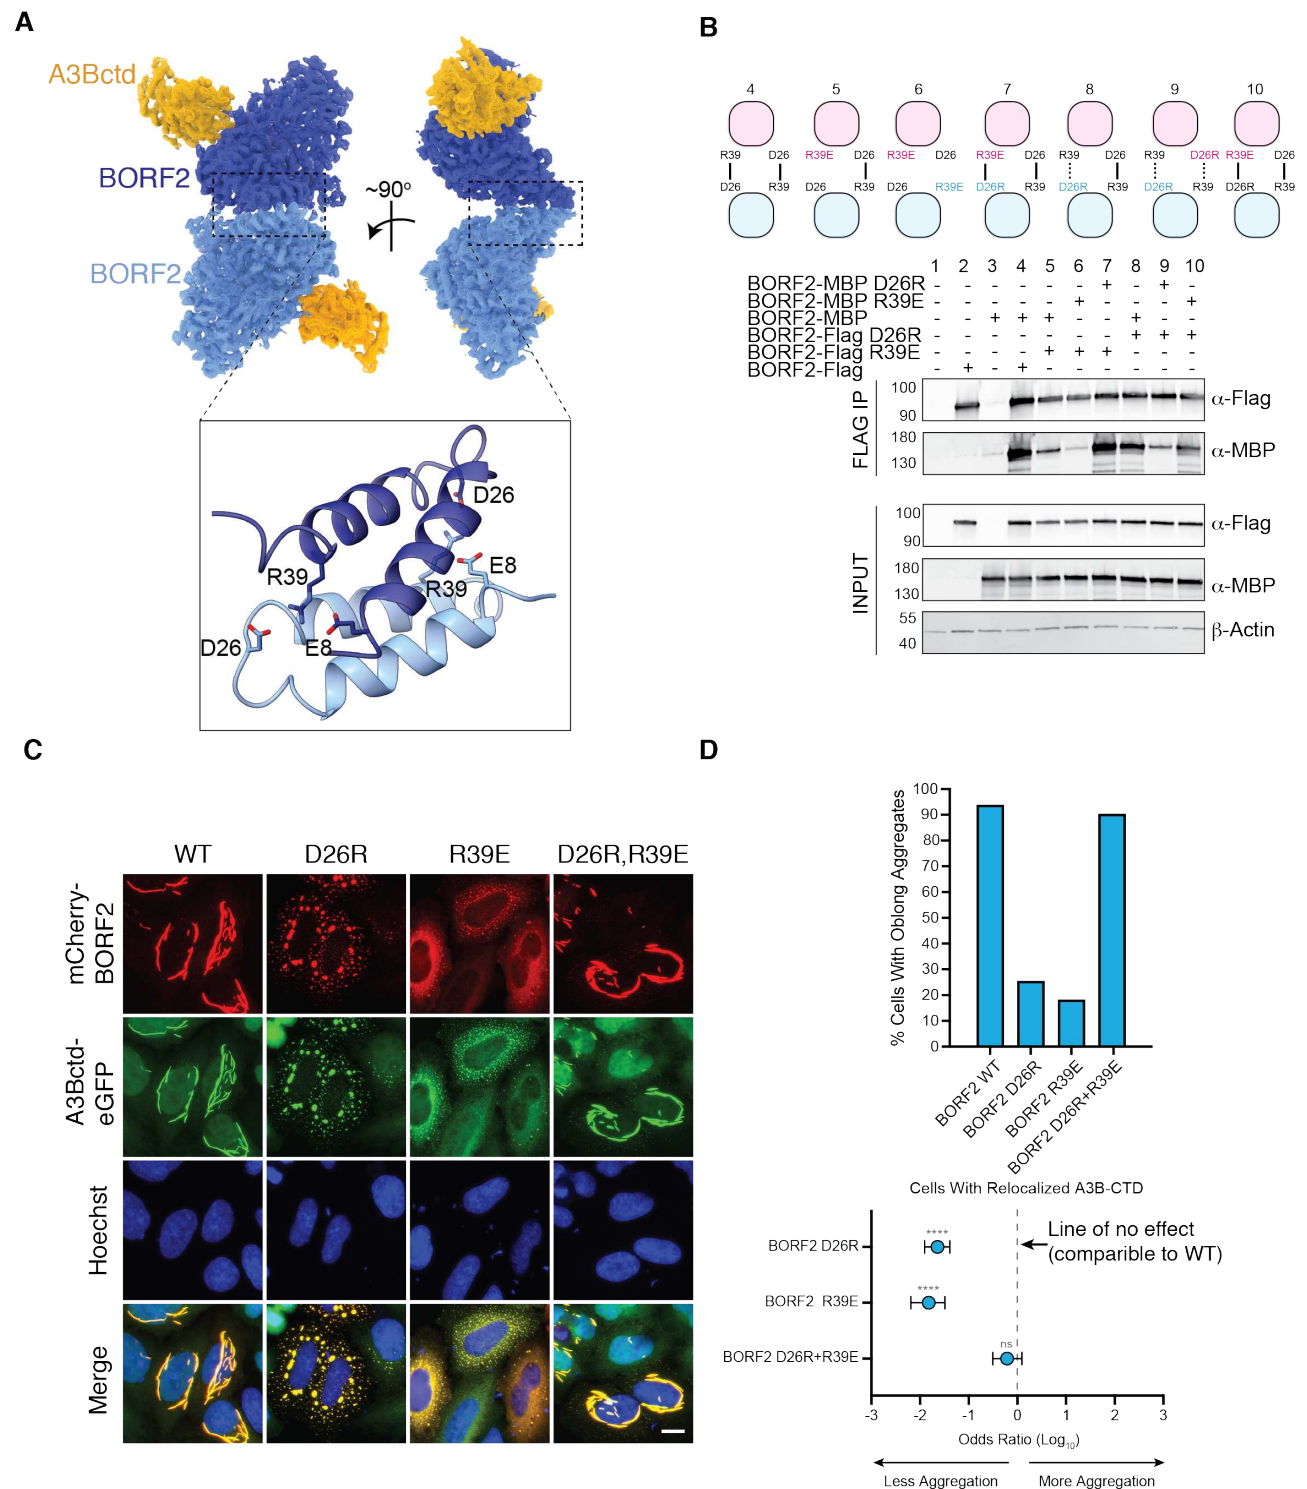 A
A3Bctd
BORF2
~90°
BORF2
D26
R39
E8
R39
D26
E8
B
4 5 6 7 8 9 10
R39 D26 R39E D26 R39E D26 R39E D26 R39 D26 R39 D26R R39E D26
D26 R39 D26 R39 D26 R39E D26R R39 D26R R39 D26R R39 D26R R39
1 2 3 4 5 6 7 8 9 10
BORF2-MBP D26R - - - - - - + - + -
BORF2-MBP R39E - - - - - + - - - +
BORF2-MBP - - + + + - - + - -
BORF2-Flag D26R - - - - - - - + + +
BORF2-Flag R39E - - - - + + + - - -
BORF2-Flag - + - + - - - - - -
FLAG IP
100
90
α-Flag
180
130
α-MBP
INPUT
100
90
α-Flag
180
130
α-MBP
55
40
β-Actin
C
WT D26R R39E D26R,R39E
mCherry-
BORF2
A3Bctd-
eGFP
Hoechst
Merge
D
% Cells With Oblong Aggregates
100
90
80
70
60
50
40
30
20
10
0
BORF2 WT
BORF2 D26R
BORF2 R39E
BORF2 D26R+R39E
Cells With Relocalized A3B-CTD
Line of no effect
(comparible to WT)
BORF2 D26R
****
BORF2 R39E
****
BORF2 D26R+R39E
ns
-3 -2 -1 0 1 2 3
Odds Ratio (Log10)
Less Aggregation More Aggregation